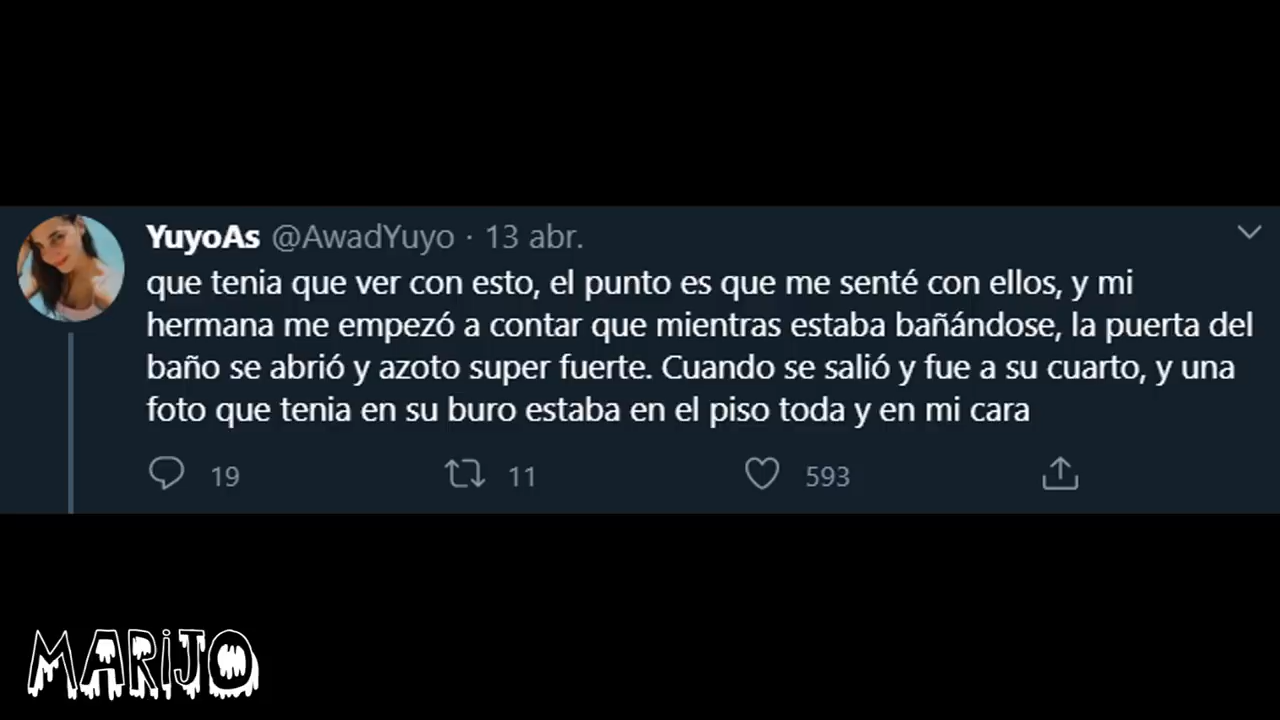 YuyoAs @AwadYuyo · 13 abr.
que tenia que ver con esto, el punto es que me senté con ellos, y mi
hermana me empezó a contar que mientras estaba bañándose, la puerta del
baño se abrió y azoto super fuerte. Cuando se salió y fue a su cuarto, y una
foto que tenia en su buro estaba en el piso toda y en mi cara
19 11 593
MARiJO